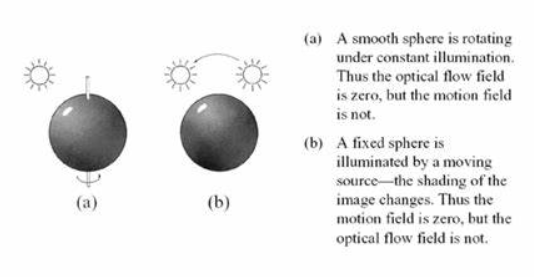 (a) A smooth sphere is rotating
under constant illumination.
Thus the optical flow field
is zero, but the motion field
is not.
(b) A fixed sphere is
illuminated by a moving
source—the shading of the
image changes. Thus the
motion field is zero, but the
optical flow field is not.
(a)
(b)